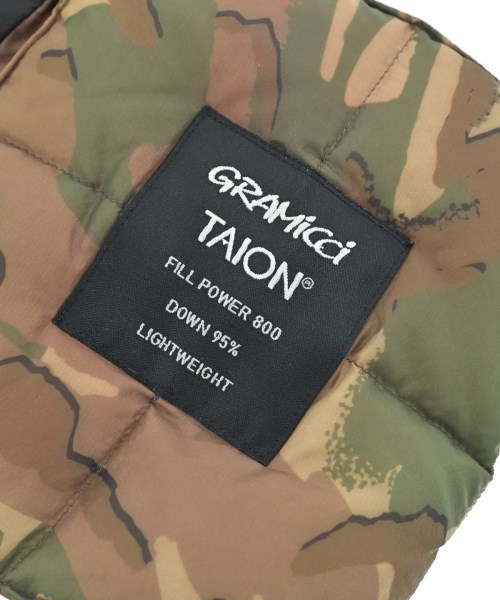 GRAMiCCi
TAION®
FILL POWER 800
DOWN 95%
LIGHTWEIGHT